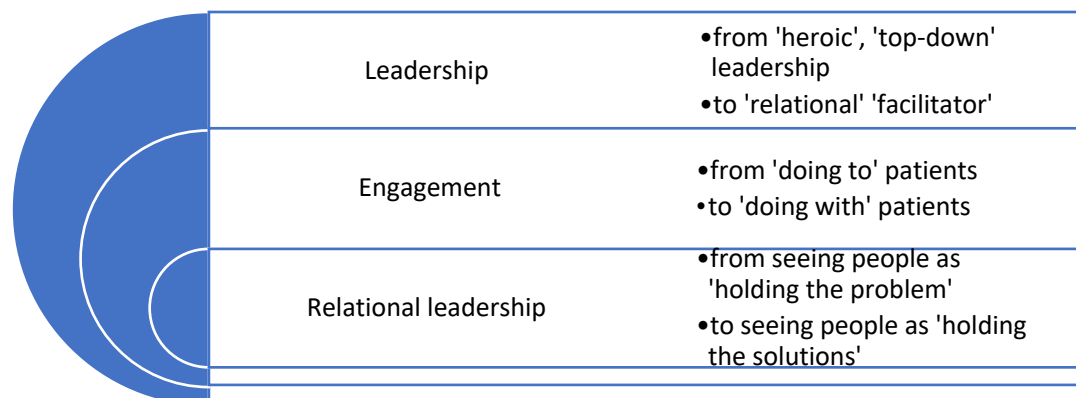 Leadership
•from 'heroic', 'top-down'
leadership
•to 'relational' 'facilitator'
Engagement
•from 'doing to' patients
•to 'doing with' patients
Relational leadership
•from seeing people as
'holding the problem'
•to seeing people as 'holding
the solutions'